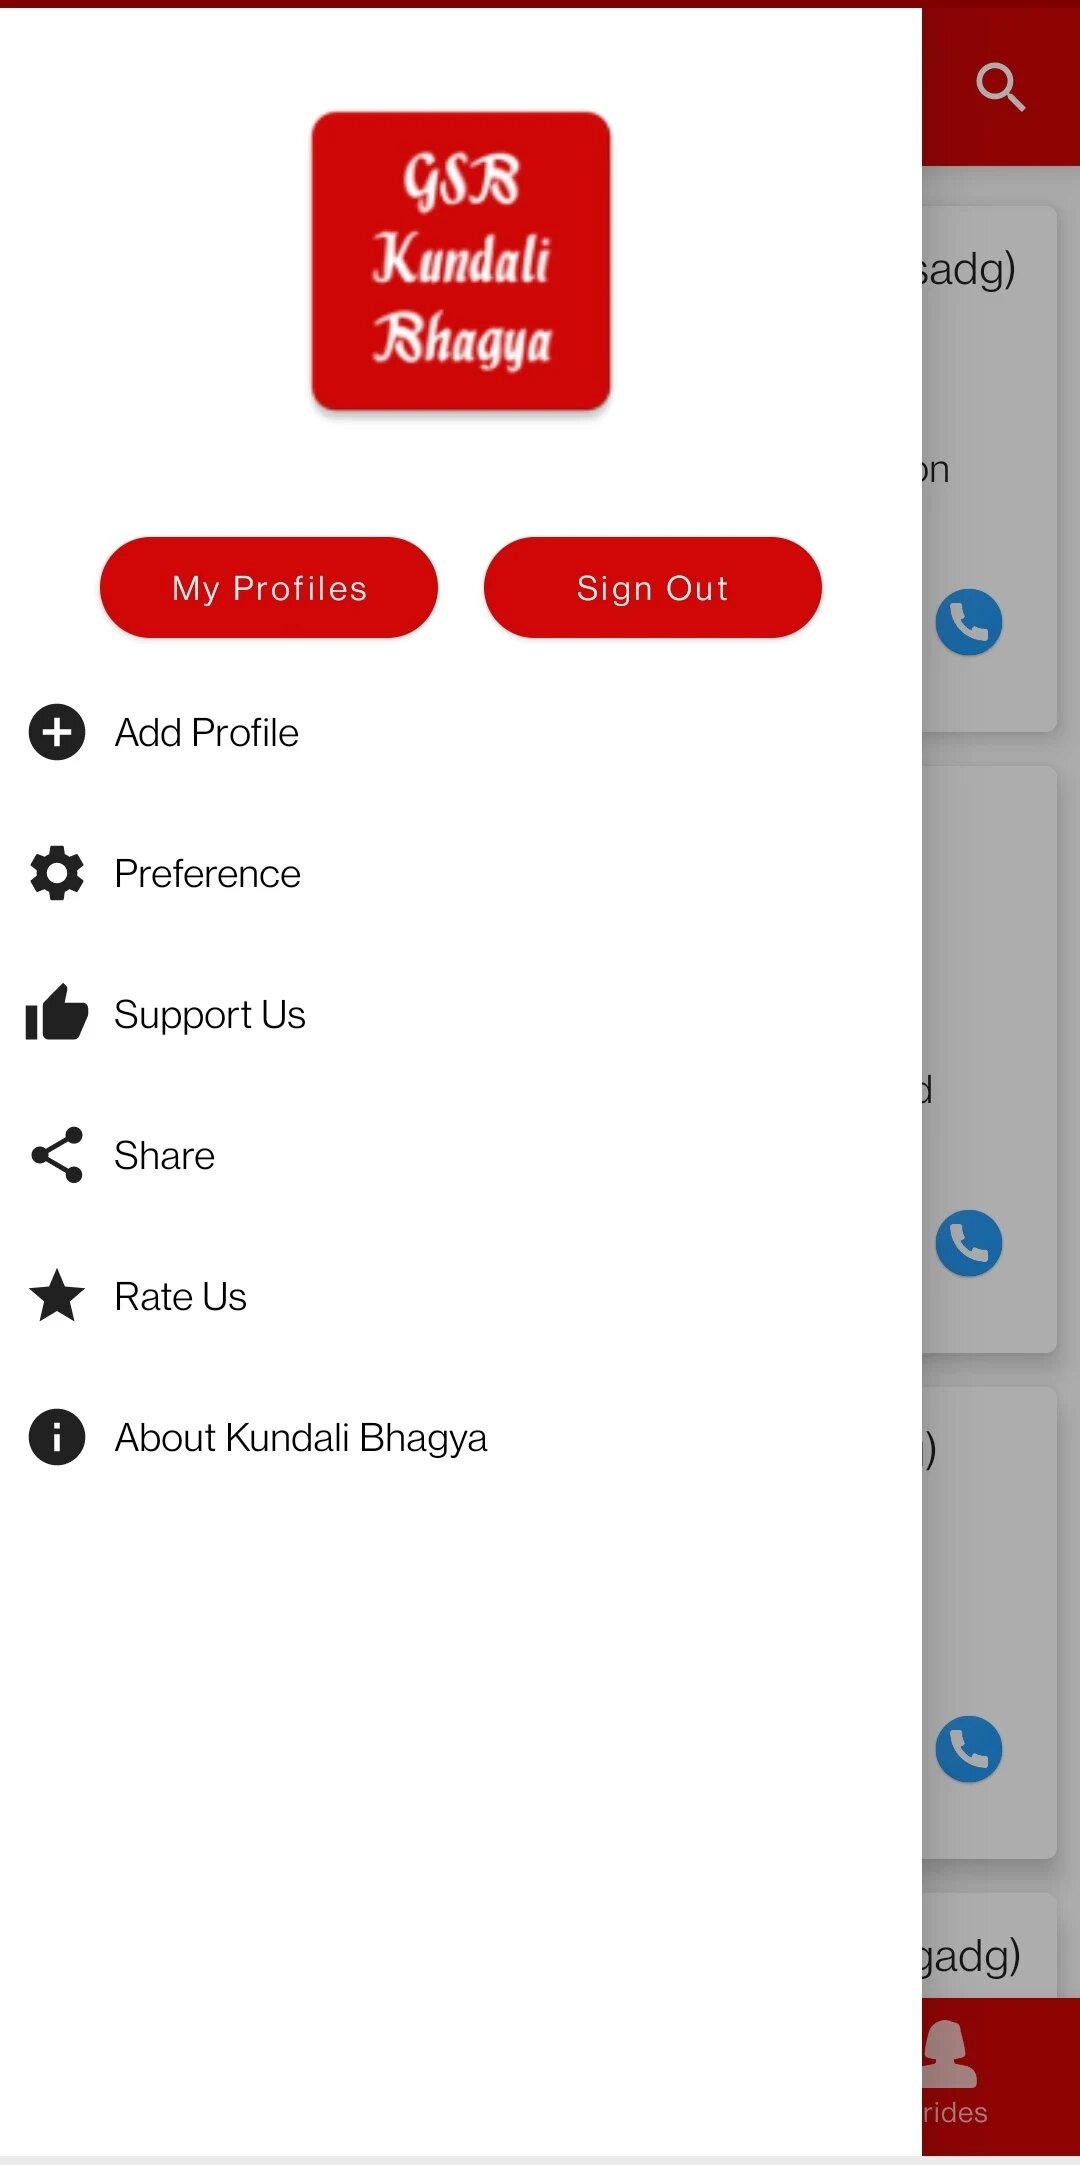 GSB
Kundali
Bhagya
My Profiles
Sign Out
Add Profile
Preference
Support Us
Share
Rate Us
About Kundali Bhagya
sadg)
on
d
)
gadg)
rides